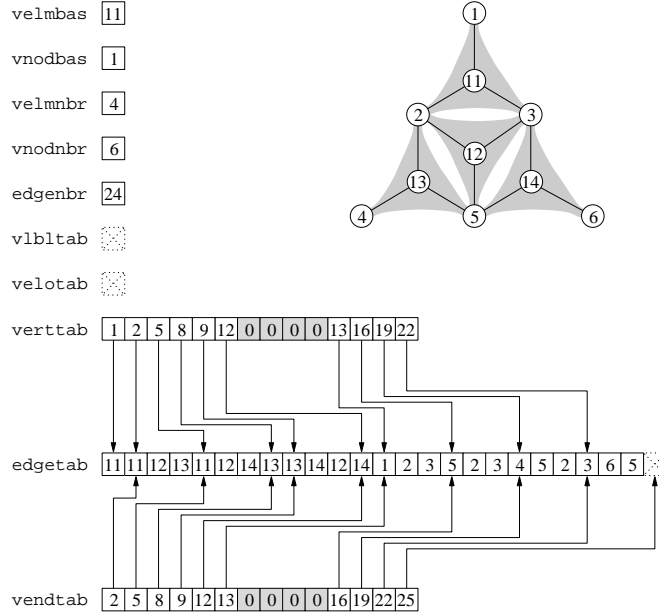 velmbas 11
vnodbas 1
velmnbr 4
vnodnbr 6
edgenbr 24
vlbltab
velotab
1
11
2 3
12
13 14
4 5 6
verttab 1 2 5 8 9 12 0 0 0 0 13 16 19 22
edgetab 11 11 12 13 11 12 14 13 13 14 12 14 1 2 3 5 2 3 4 5 2 3 6 5
vendtab 2 5 8 9 12 13 0 0 0 0 16 19 22 25